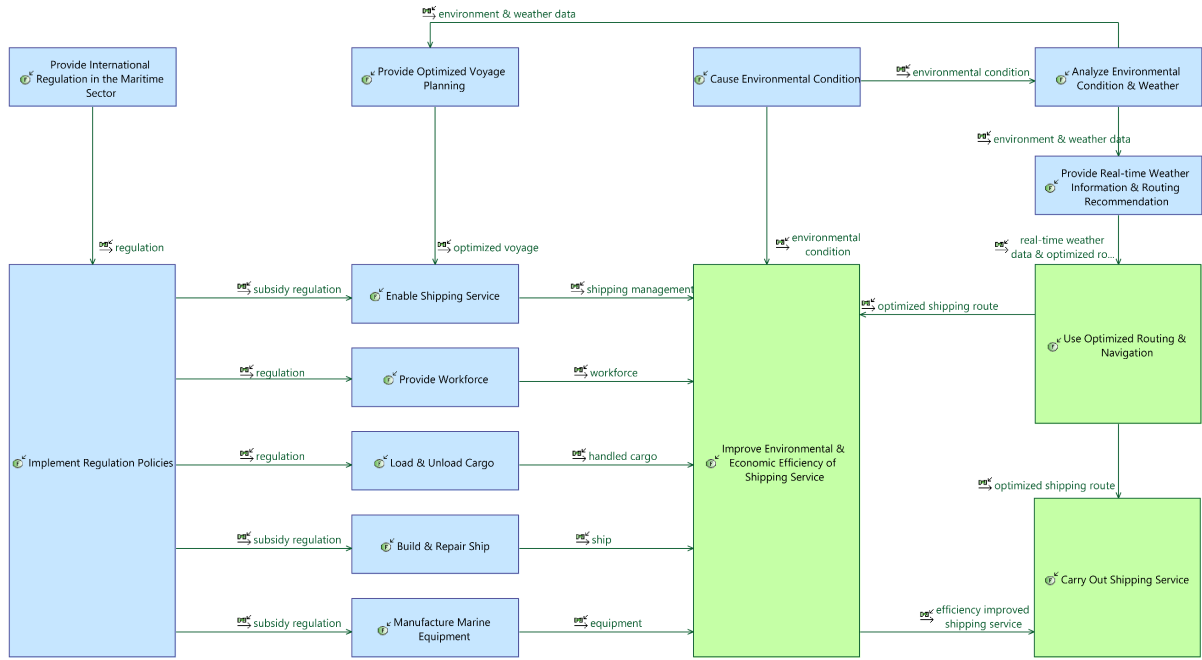 environment & weather data
Provide International
Regulation in the Maritime
Sector
Provide Optimized Voyage
Planning
Cause Environmental Condition
environmental condition
Analyze Environmental
Condition & Weather
environment & weather data
Provide Real-time Weather
Information & Routing
Recommendation
regulation
optimized voyage
environmental
condition
real-time weather
data & optimized ro...
Implement Regulation Policies
subsidy regulation
Enable Shipping Service
shipping management
optimized shipping route
Use Optimized Routing &
Navigation
regulation
Provide Workforce
workforce
regulation
Load & Unload Cargo
handled cargo
Improve Environmental &
Economic Efficiency of
Shipping Service
optimized shipping route
subsidy regulation
Build & Repair Ship
ship
Carry Out Shipping Service
subsidy regulation
Manufacture Marine
Equipment
equipment
efficiency improved
shipping service